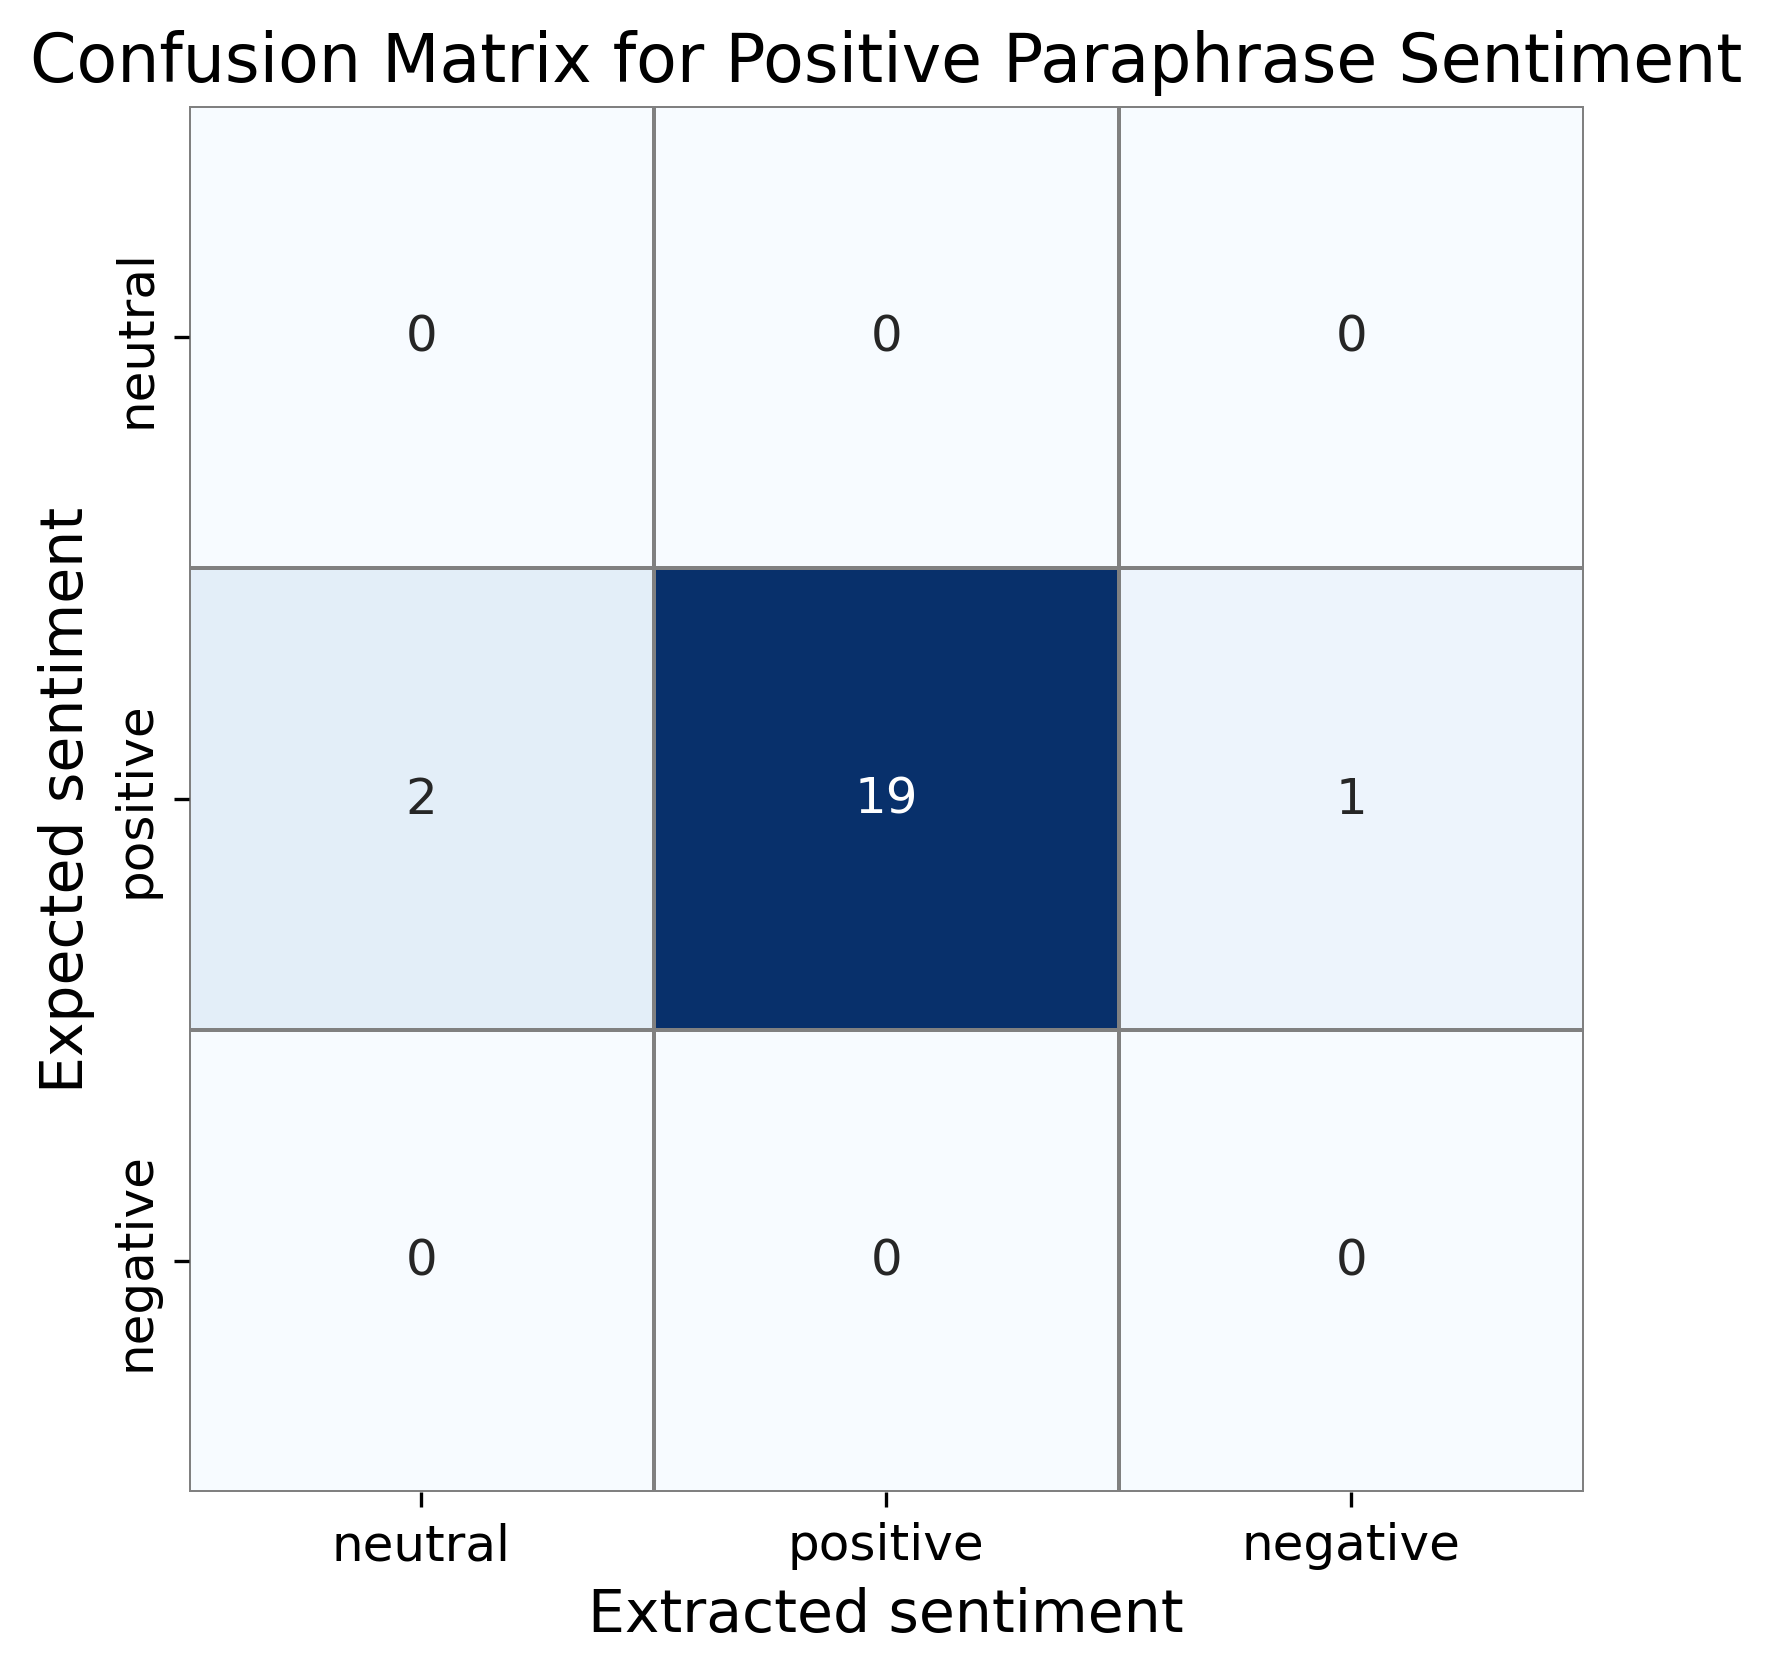 Confusion Matrix for Positive Paraphrase Sentiment
Expected sentiment
neutral
0 0 0
positive
2 19 1
negative
0 0 0
neutral positive negative
Extracted sentiment